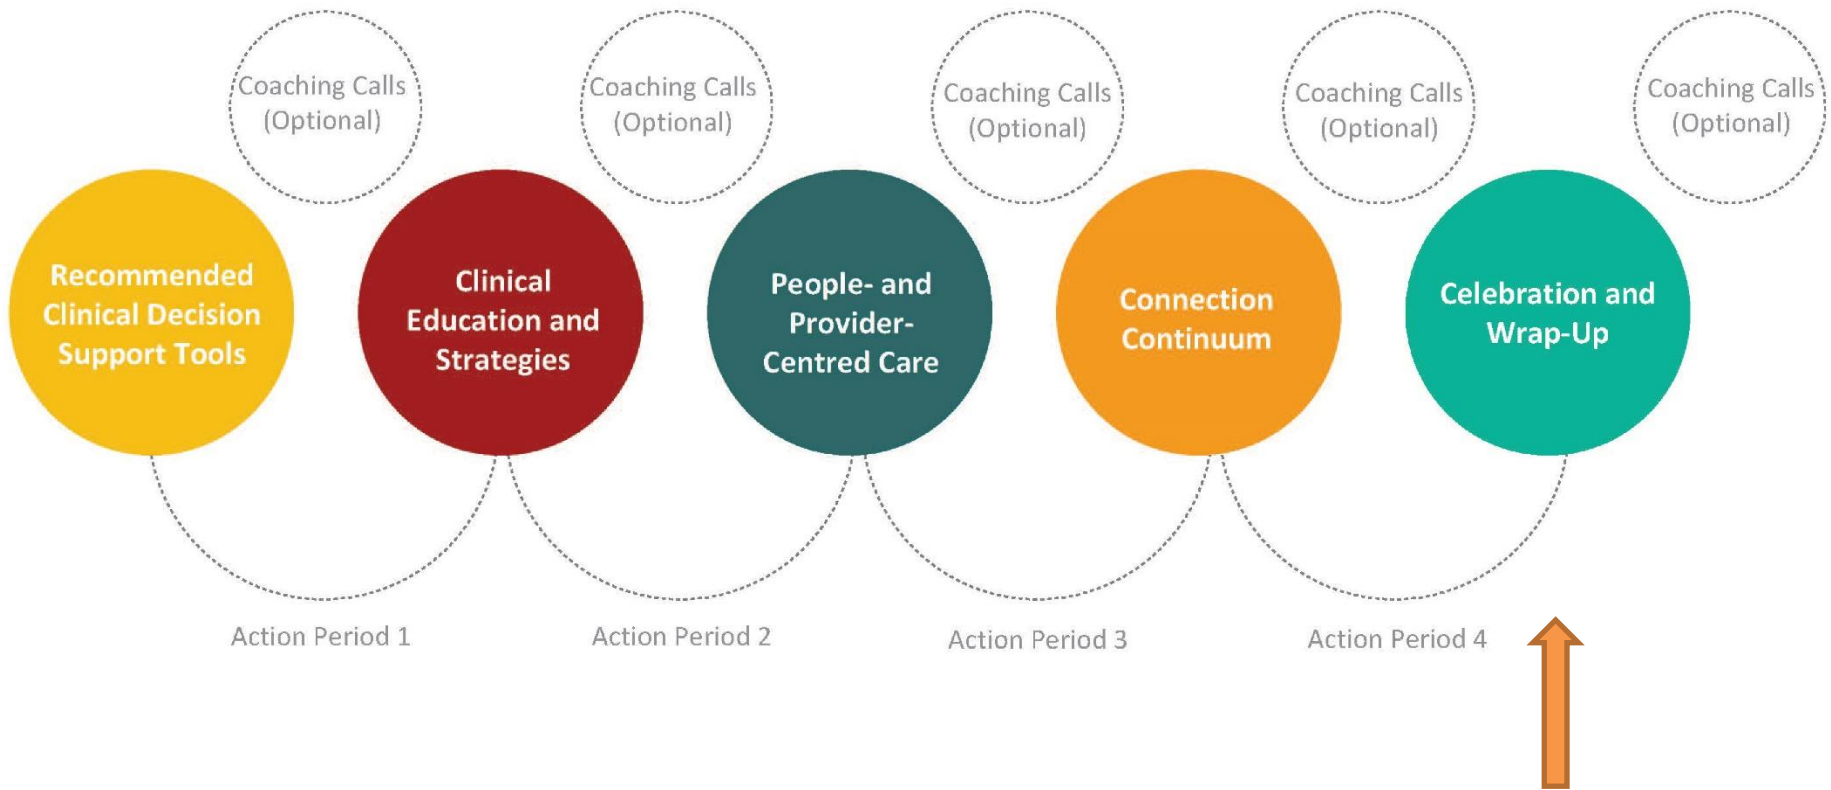 Coaching Calls
(Optional)
Coaching Calls
(Optional)
Coaching Calls
(Optional)
Coaching Calls
(Optional)
Coaching Calls
(Optional)
Recommended
Clinical Decision
Support Tools
Clinical
Education and
Strategies
People- and
Provider-
Centred Care
Connection
Continuum
Celebration and
Wrap-Up
Action Period 1
Action Period 2
Action Period 3
Action Period 4